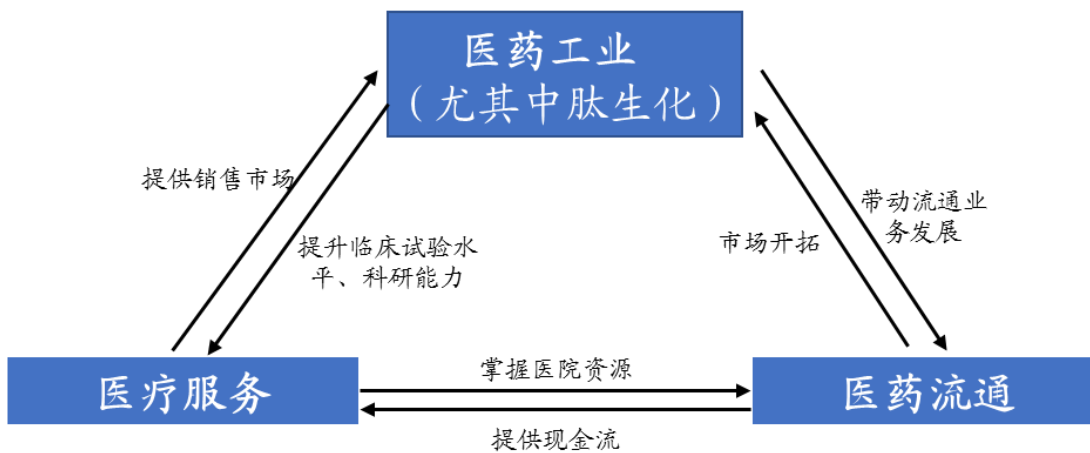 医药工业
（尤其中肽生化）
提供销售市场
带动流通业
务发展
市场开拓
提升临床试验水
平、科研能力
医疗服务
掌握医院资源
医药流通
提供现金流